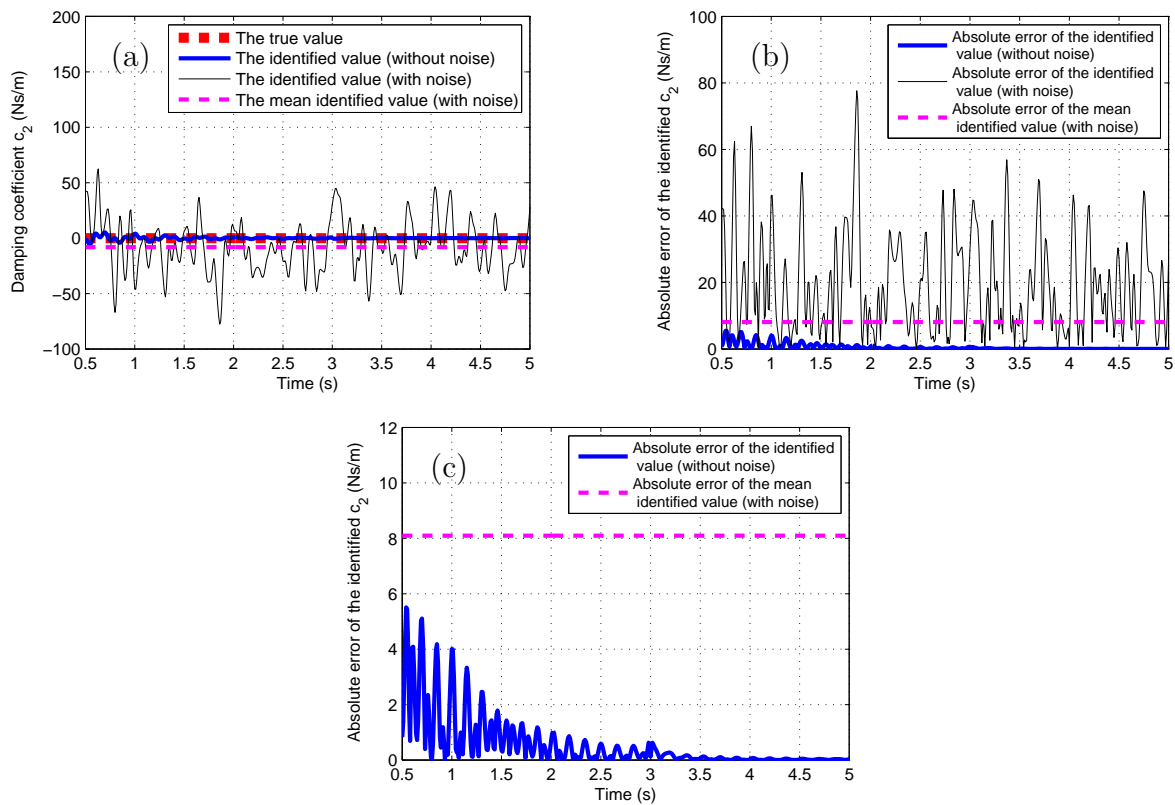 (a)
The true value
The identified value (without noise)
The identified value (with noise)
The mean identified value (with noise)
Damping coefficient c2 (Ns/m)
200
150
100
50
0
−50
−100
0.5 1 1.5 2 2.5 3 3.5 4 4.5 5
Time (s)
(b)
Absolute error of the identified
value (without noise)
Absolute error of the identified
value (with noise)
Absolute error of the mean
identified value (with noise)
Absolute error of the identified c2 (Ns/m)
100
80
60
40
20
0
0.5 1 1.5 2 2.5 3 3.5 4 4.5 5
Time (s)
(c)
Absolute error of the identified
value (without noise)
Absolute error of the mean
identified value (with noise)
Absolute error of the identified c2 (Ns/m)
12
10
8
6
4
2
0
0.5 1 1.5 2 2.5 3 3.5 4 4.5 5
Time (s)